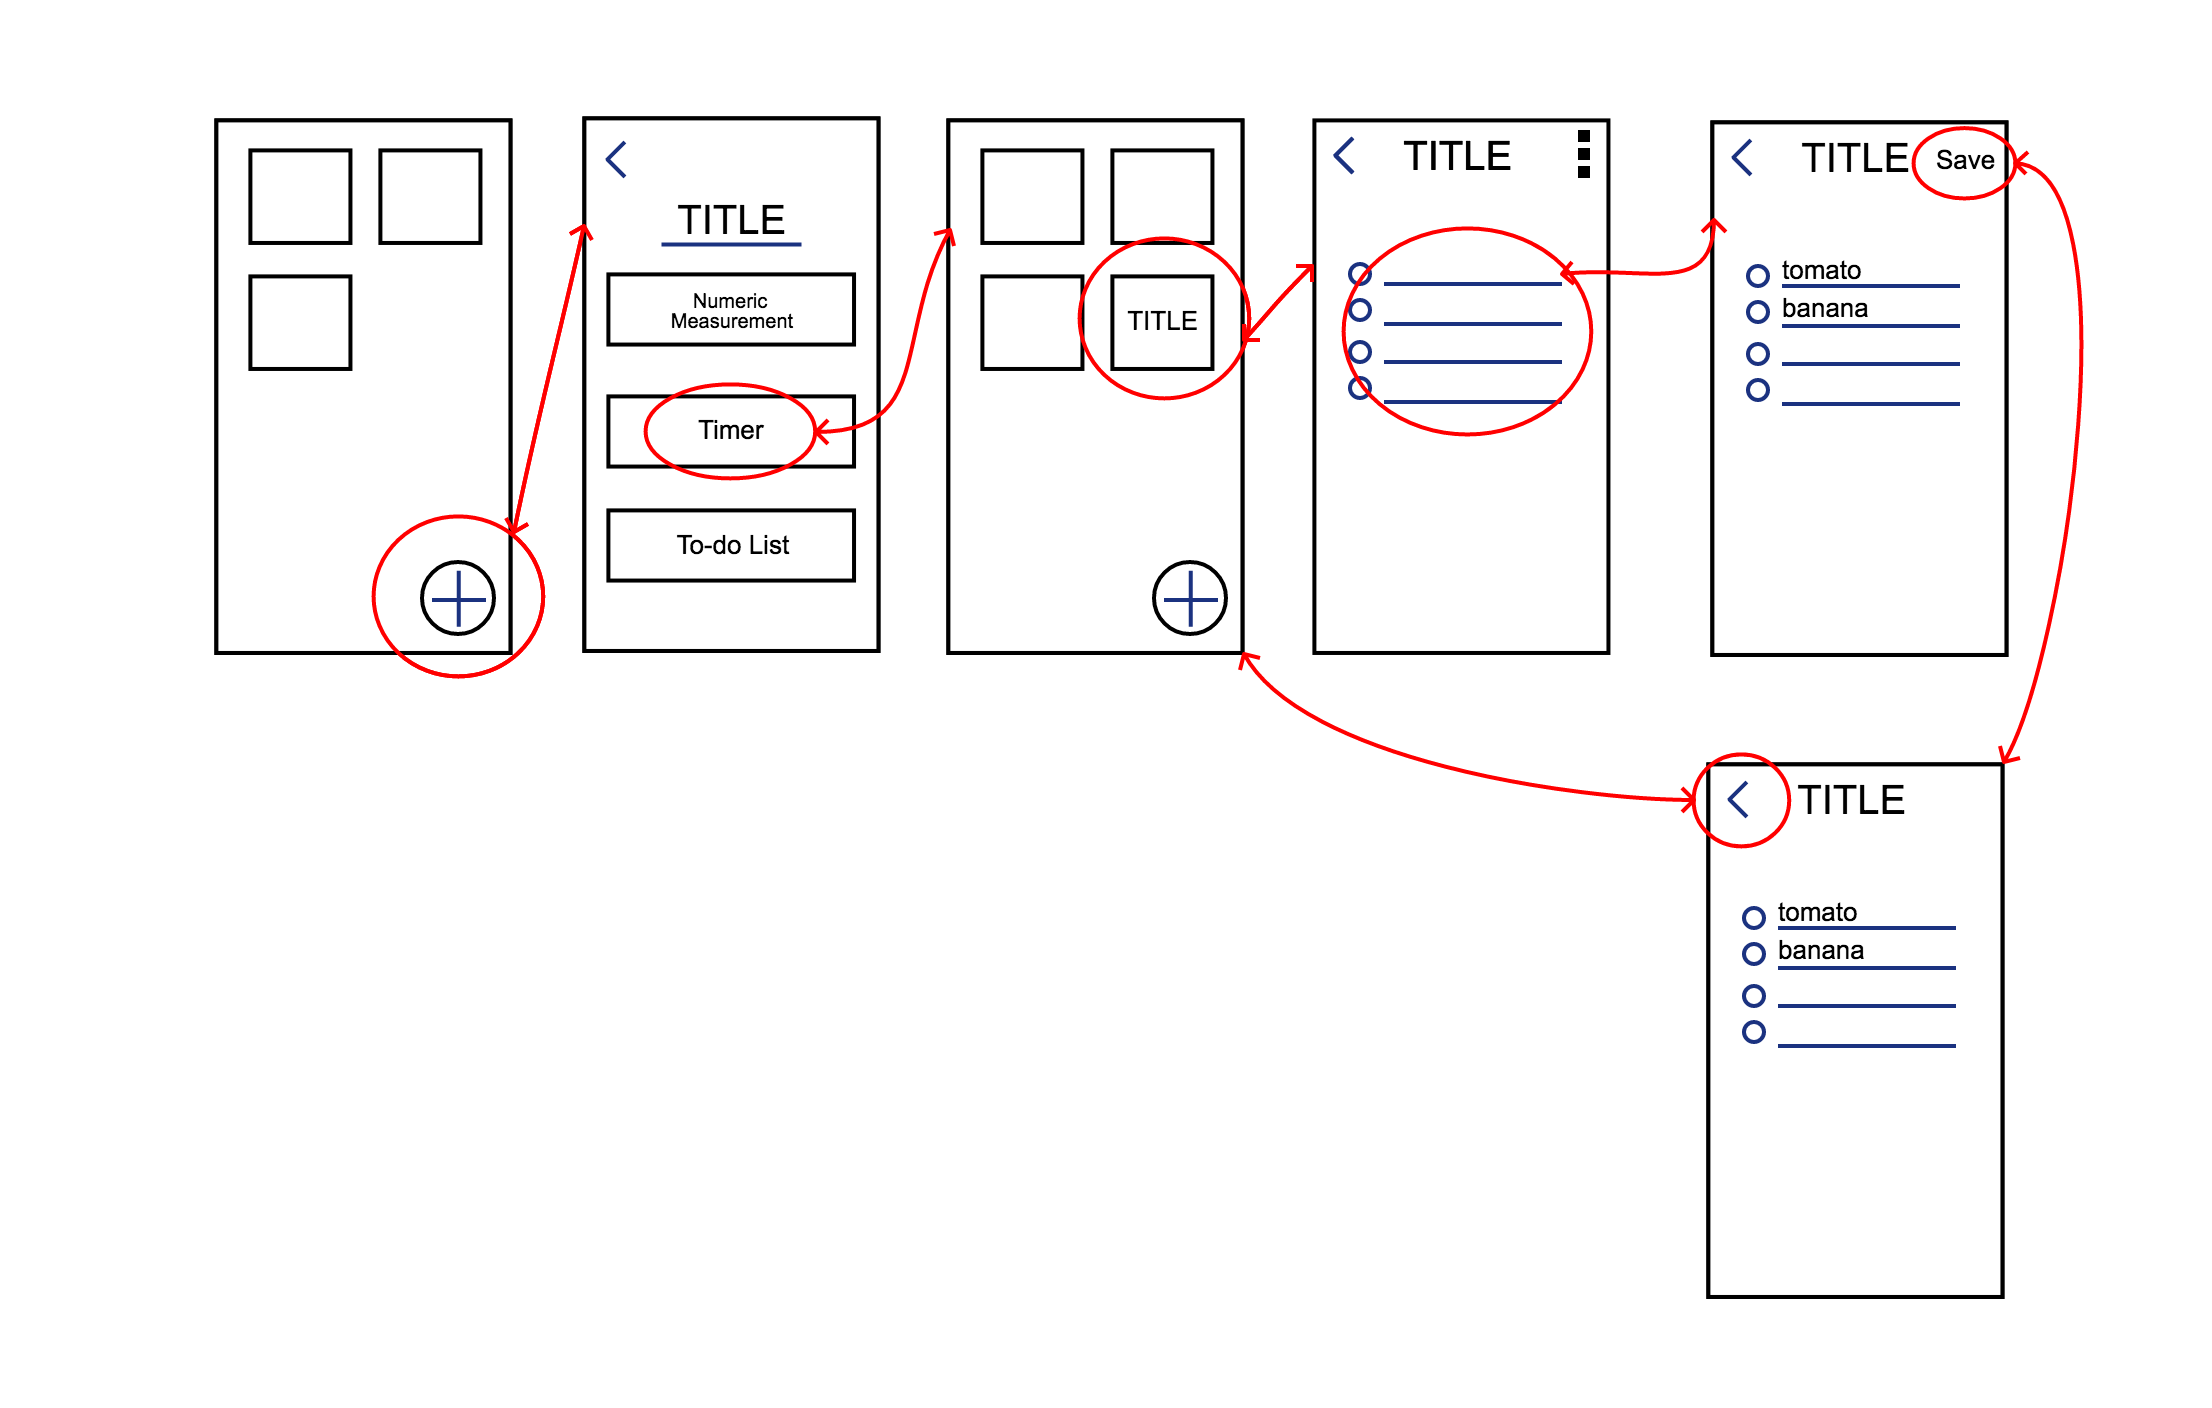 TITLE
Numeric
Measurement
Timer
To-do List
TITLE
TITLE
TITLE
Save
tomato
banana
TITLE
tomato
banana